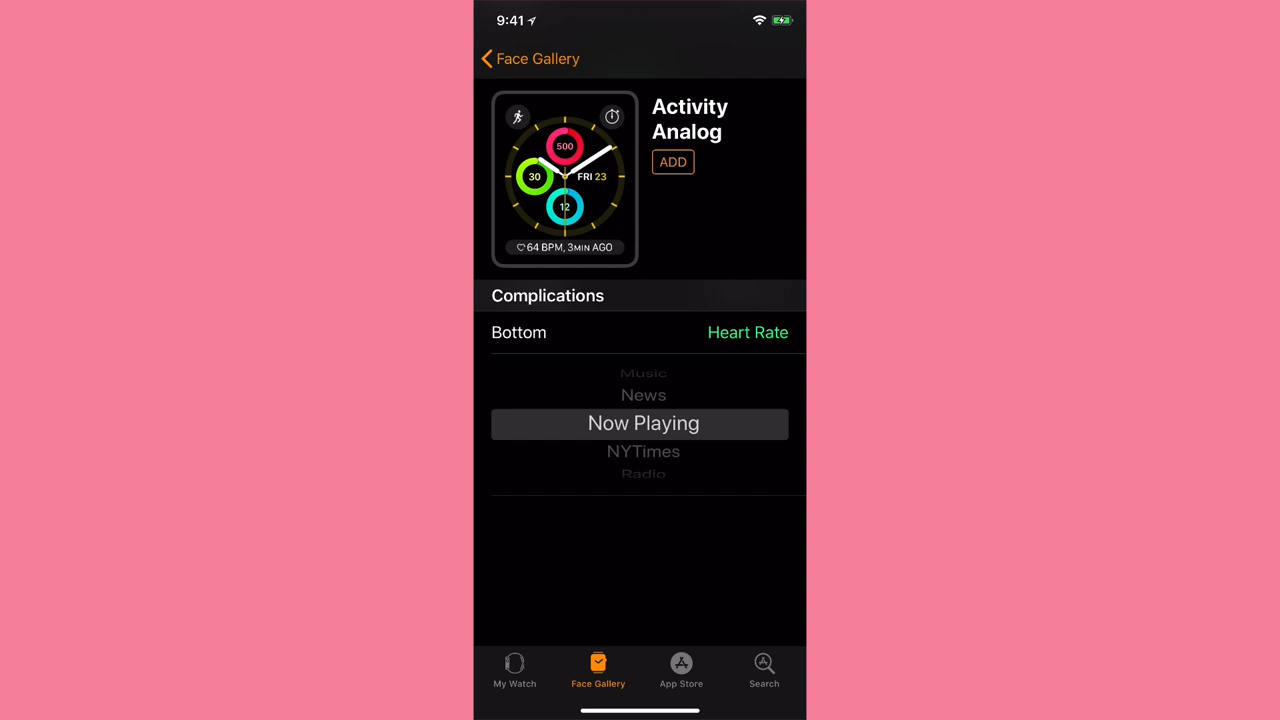 9:41
Face Gallery
Activity
Analog
ADD
500
30
FRI 23
12
64 BPM, 3MIN AGO
Complications
Bottom
Heart Rate
Music
News
Now Playing
NYTimes
Radio
My Watch
Face Gallery
App Store
Search